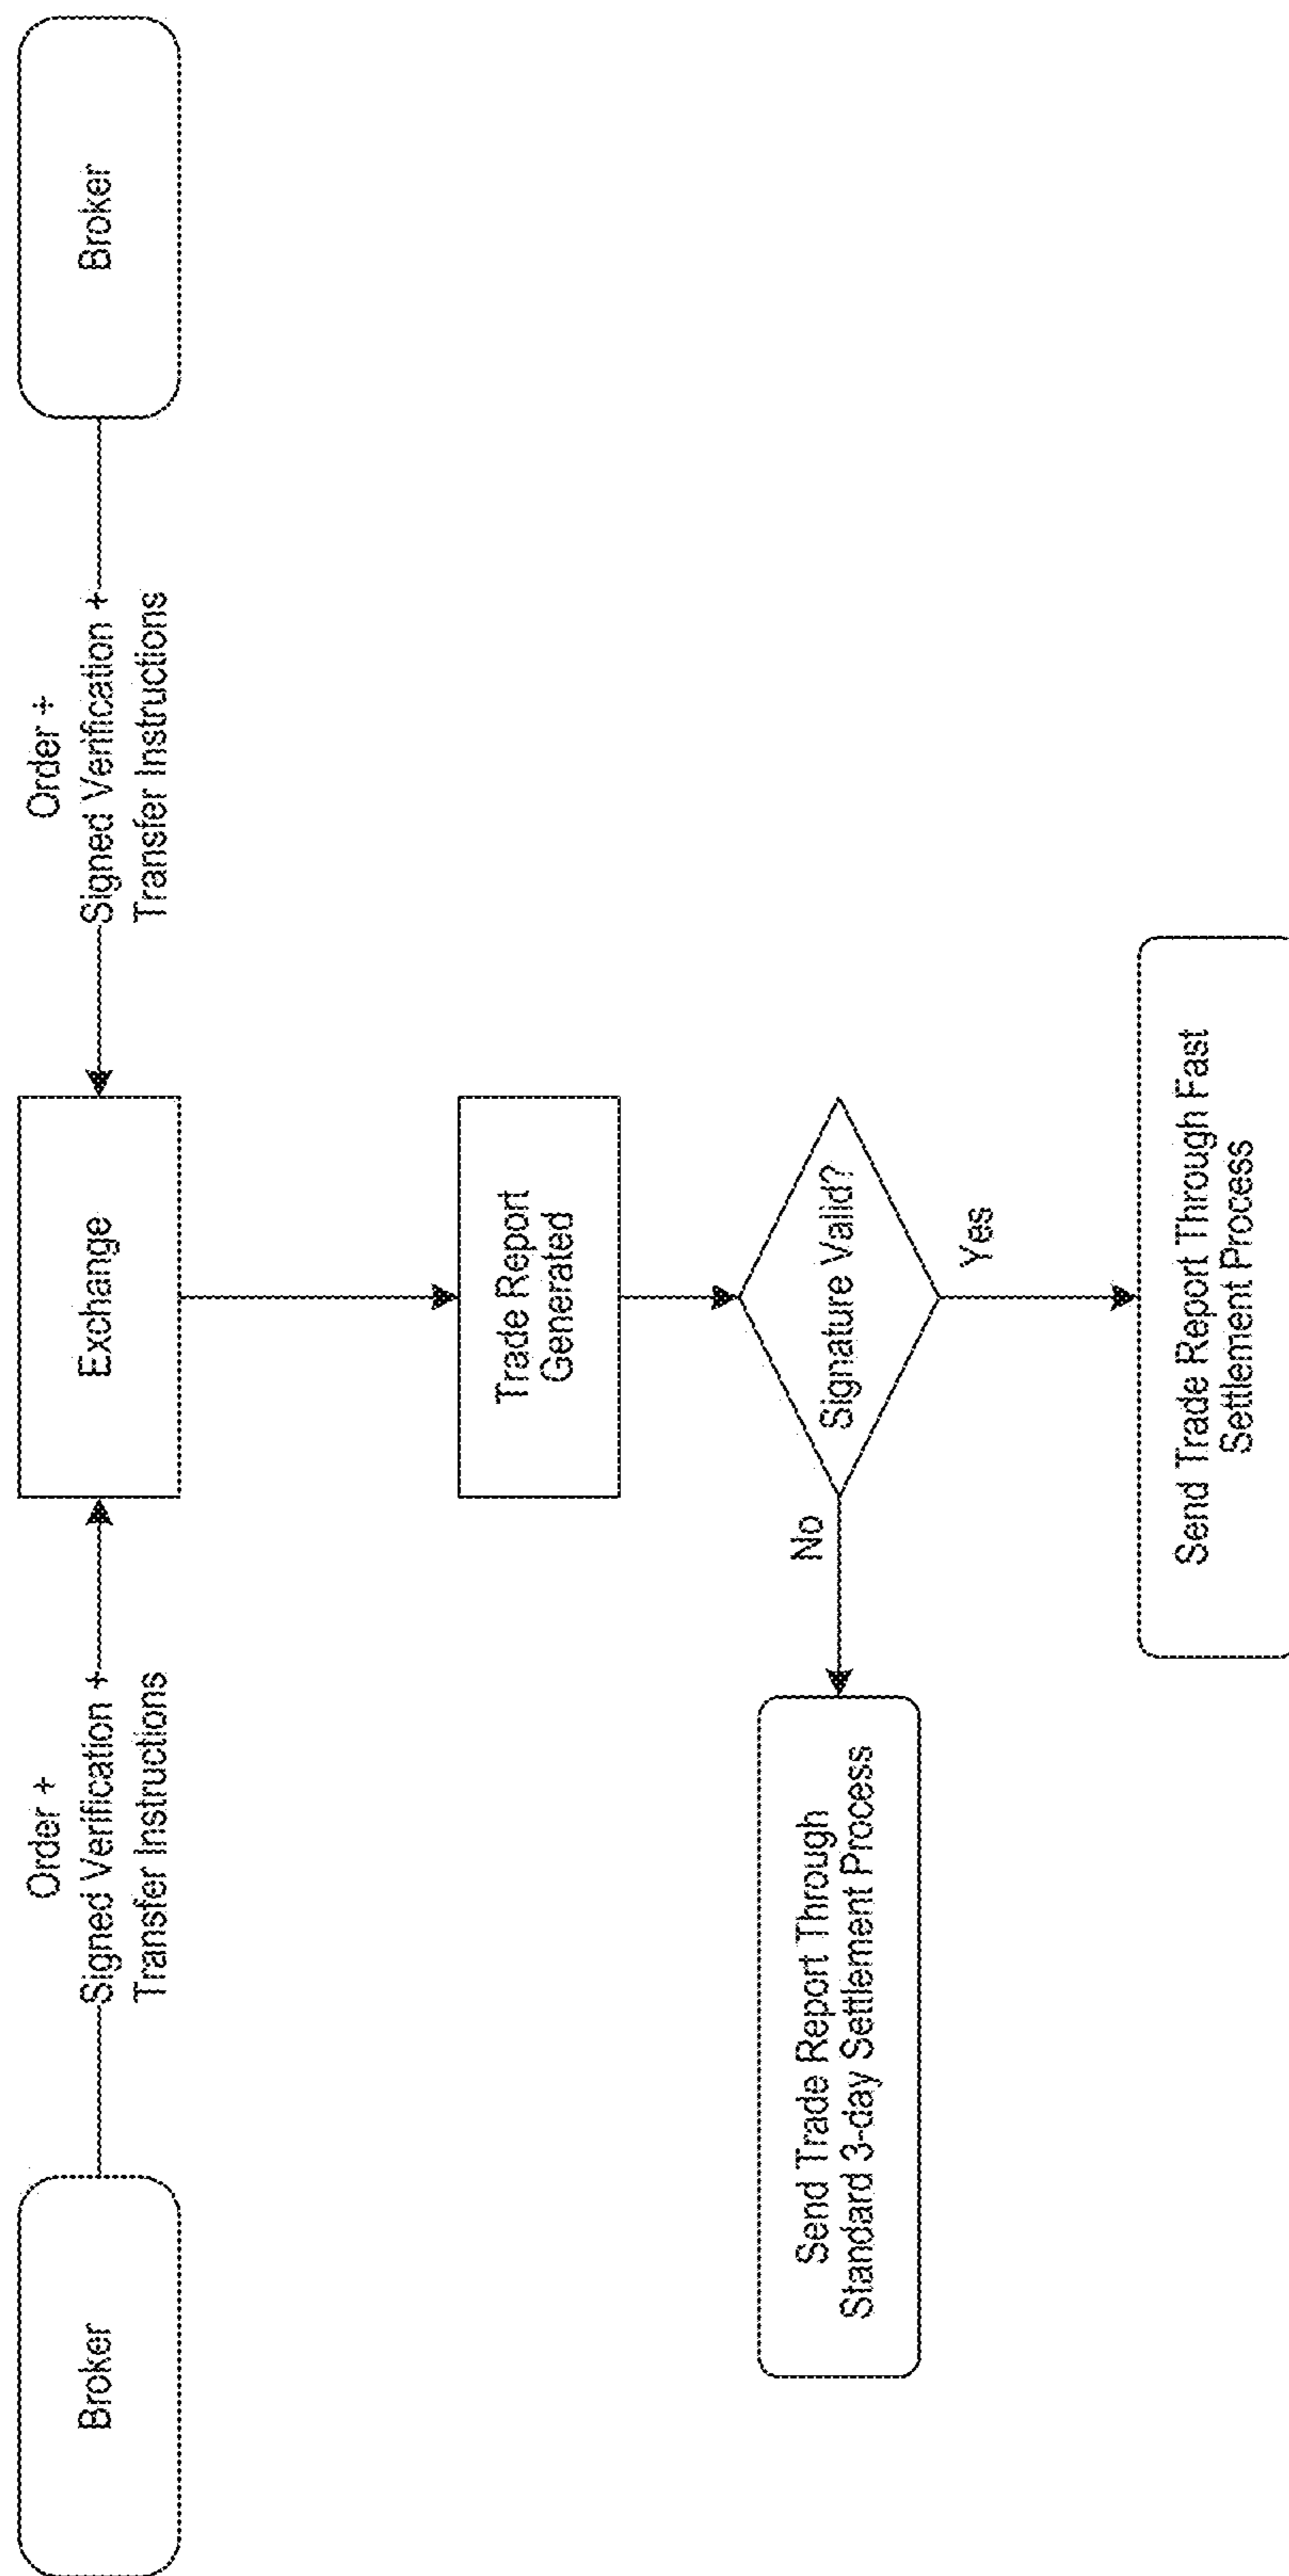 Broker
Order +
Signed Verification +
Transfer Instructions
Exchange
Order +
Signed Verification +
Transfer Instructions
Broker
Trade Report
Generated
Signature Valid?
No
Yes
Send Trade Report Through
Standard 3-day Settlement Process
Send Trade Report Through Fast
Settlement Process